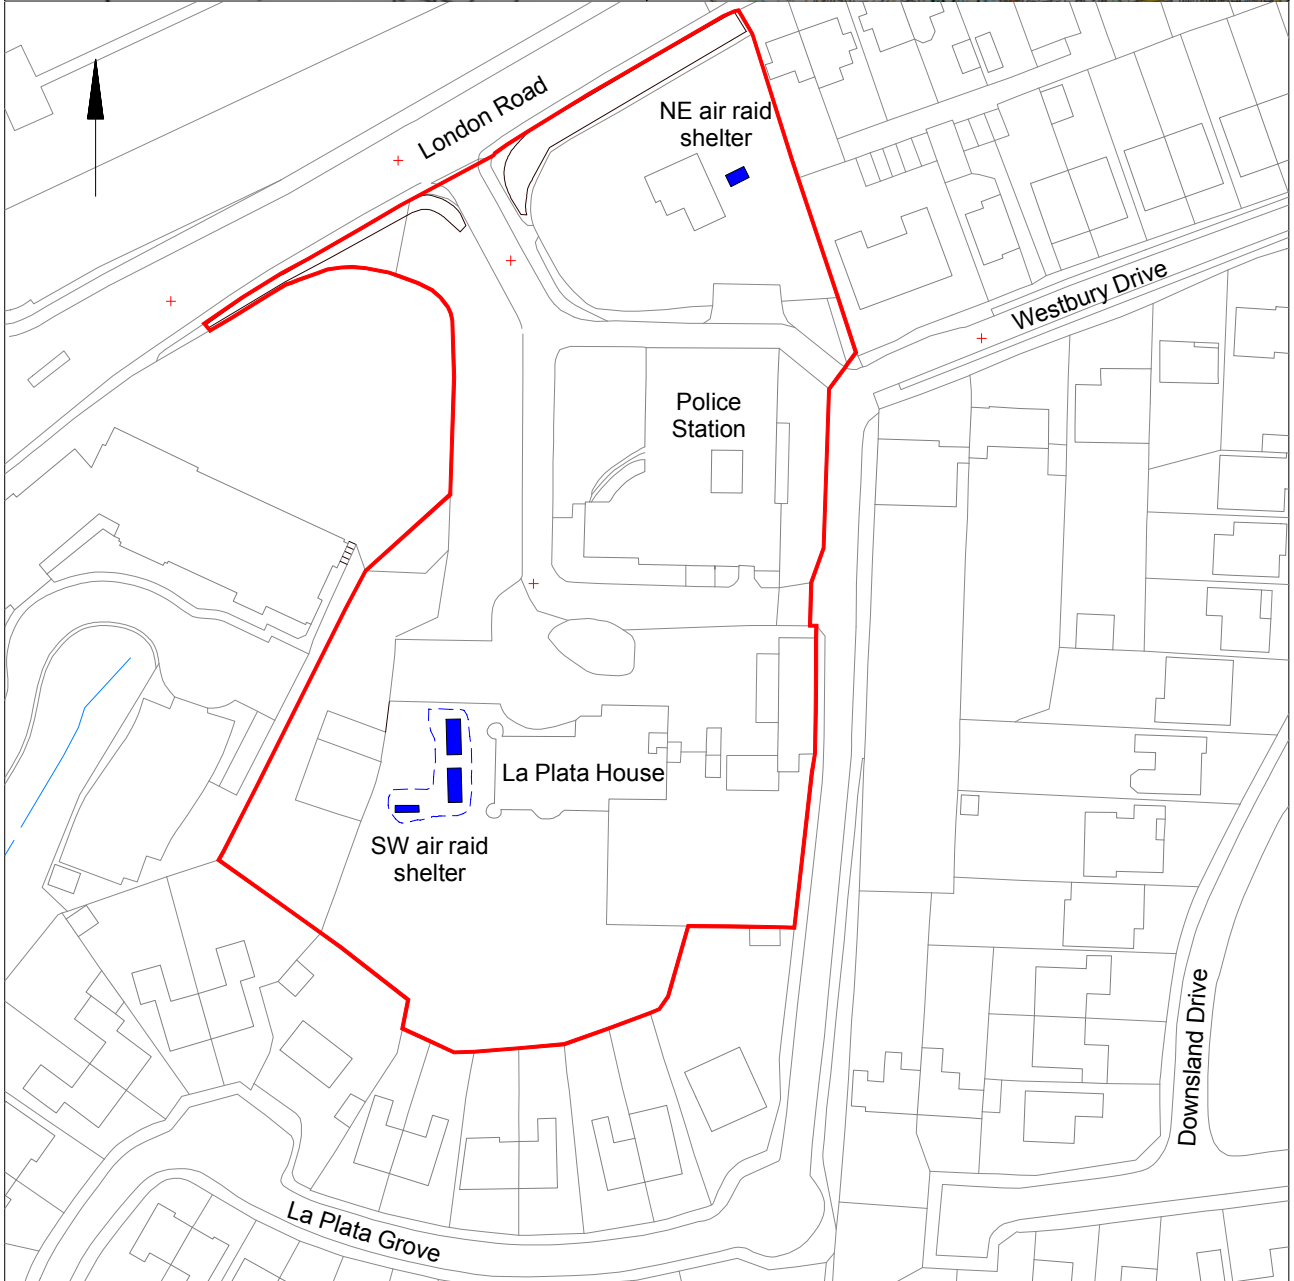 London Road
NE air raid
shelter
Westbury Drive
Police
Station
La Plata House
SW air raid
shelter
Downsland Drive
La Plata Grove